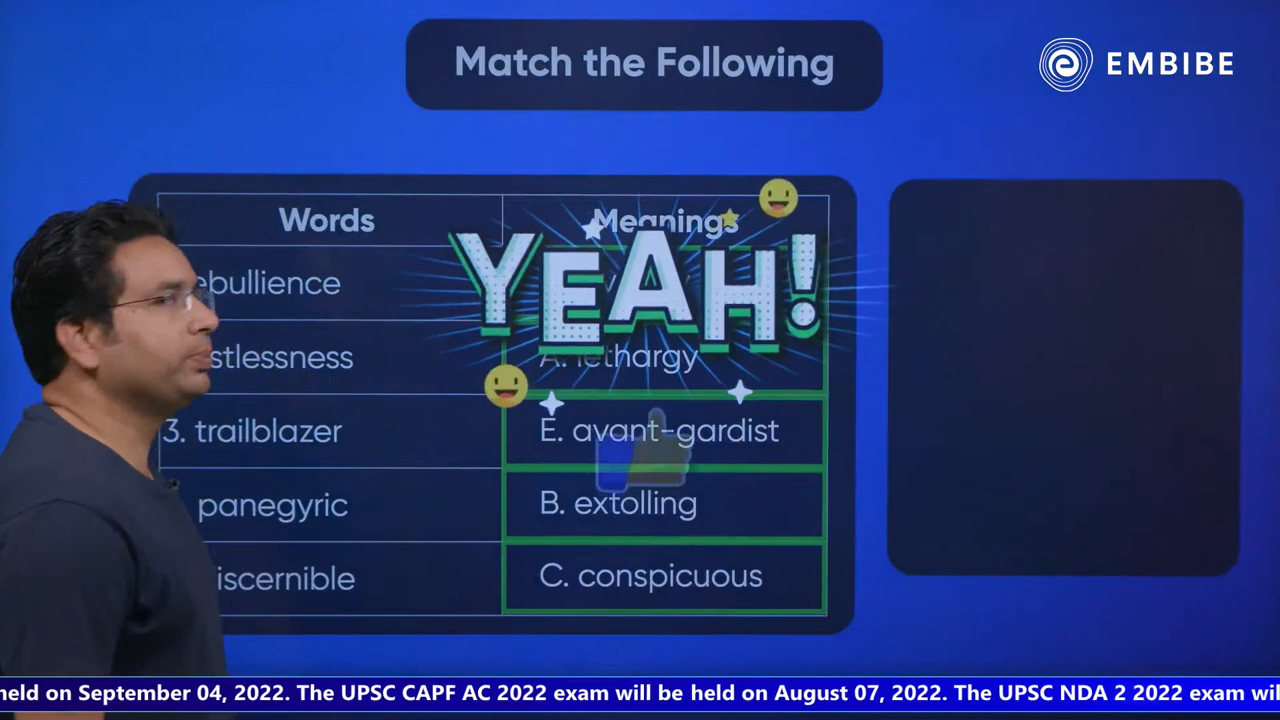 Match the Following
EMBIBE
Words Meanings
YEAH!
ebullience
stlessness A. lethargy
3. trailblazer E. avant-gardist
panegyric B. extolling
iscernible C. conspicuous
held on September 04, 2022. The UPSC CAPF AC 2022 exam will be held on August 07, 2022. The UPSC NDA 2 2022 exam wil